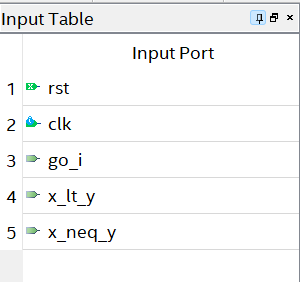 Input Table
Input Port
1 rst
2 clk
3 go_i
4 x_lt_y
5 x_neq_y